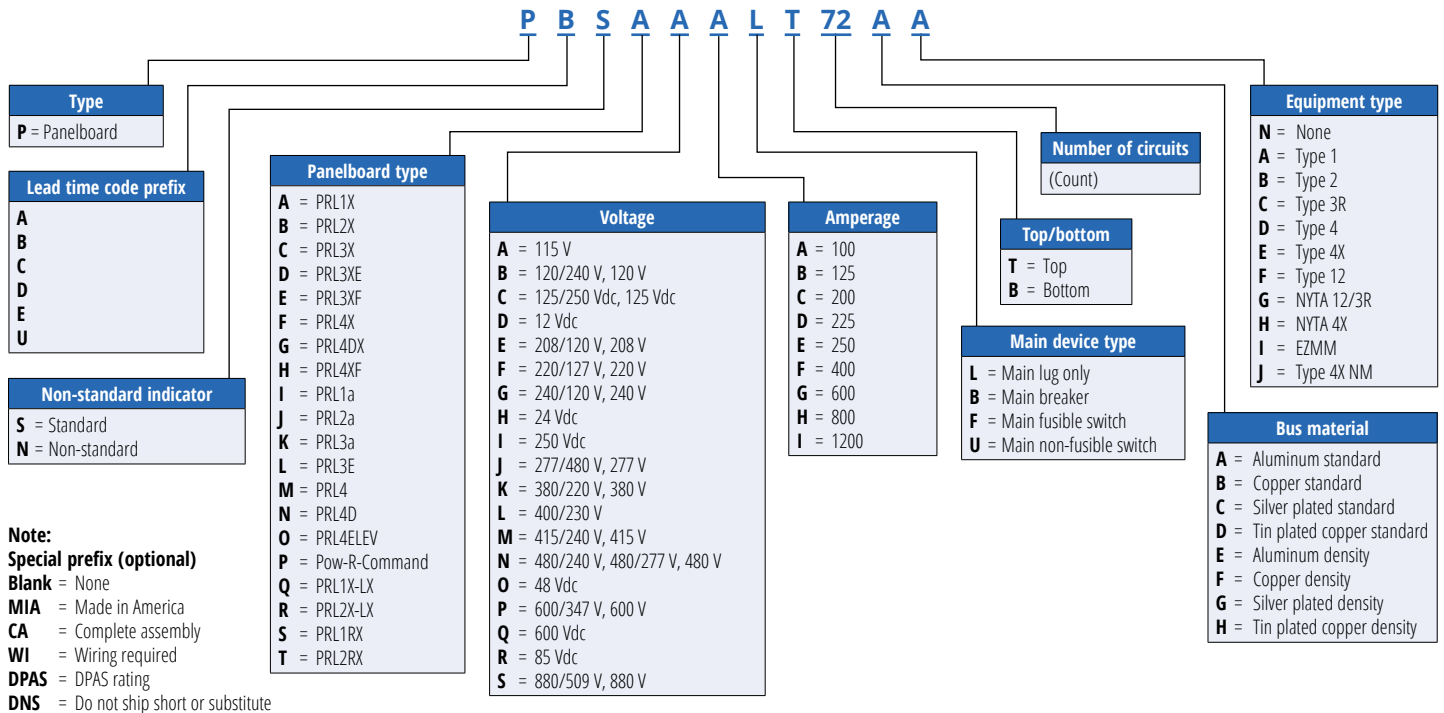 P B S A A A L T 72 A A
Type
P = Panelboard
Lead time code prefix
A
B
C
D
E
U
Non-standard indicator
S = Standard
N = Non-standard
Note:
Special prefix (optional)
Blank = None
MIA = Made in America
CA = Complete assembly
WI = Wiring required
DPAS = DPAS rating
DNS = Do not ship short or substitute
Panelboard type
A = PRL1X
B = PRL2X
C = PRL3X
D = PRL3XE
E = PRL3XF
F = PRL4X
G = PRL4DX
H = PRL4XF
I = PRL1a
J = PRL2a
K = PRL3a
L = PRL3E
M = PRL4
N = PRL4D
O = PRL4ELEV
P = Pow-R-Command
Q = PRL1X-LX
R = PRL2X-LX
S = PRL1RX
T = PRL2RX
Voltage
A = 115 V
B = 120/240 V, 120 V
C = 125/250 Vdc, 125 Vdc
D = 12 Vdc
E = 208/120 V, 208 V
F = 220/127 V, 220 V
G = 240/120 V, 240 V
H = 24 Vdc
I = 250 Vdc
J = 277/480 V, 277 V
K = 380/220 V, 380 V
L = 400/230 V
M = 415/240 V, 415 V
N = 480/240 V, 480/277 V, 480 V
O = 48 Vdc
P = 600/347 V, 600 V
Q = 600 Vdc
R = 85 Vdc
S = 880/509 V, 880 V
Amperage
A = 100
B = 125
C = 200
D = 225
E = 250
F = 400
G = 600
H = 800
I = 1200
Main device type
L = Main lug only
B = Main breaker
F = Main fusible switch
U = Main non-fusible switch
Top/bottom
T = Top
B = Bottom
Number of circuits
(Count)
Bus material
A = Aluminum standard
B = Copper standard
C = Silver plated standard
D = Tin plated copper standard
E = Aluminum density
F = Copper density
G = Silver plated density
H = Tin plated copper density
Equipment type
N = None
A = Type 1
B = Type 2
C = Type 3R
D = Type 4
E = Type 4X
F = Type 12
G = NYTA 12/3R
H = NYTA 4X
I = EZMM
J = Type 4X NM